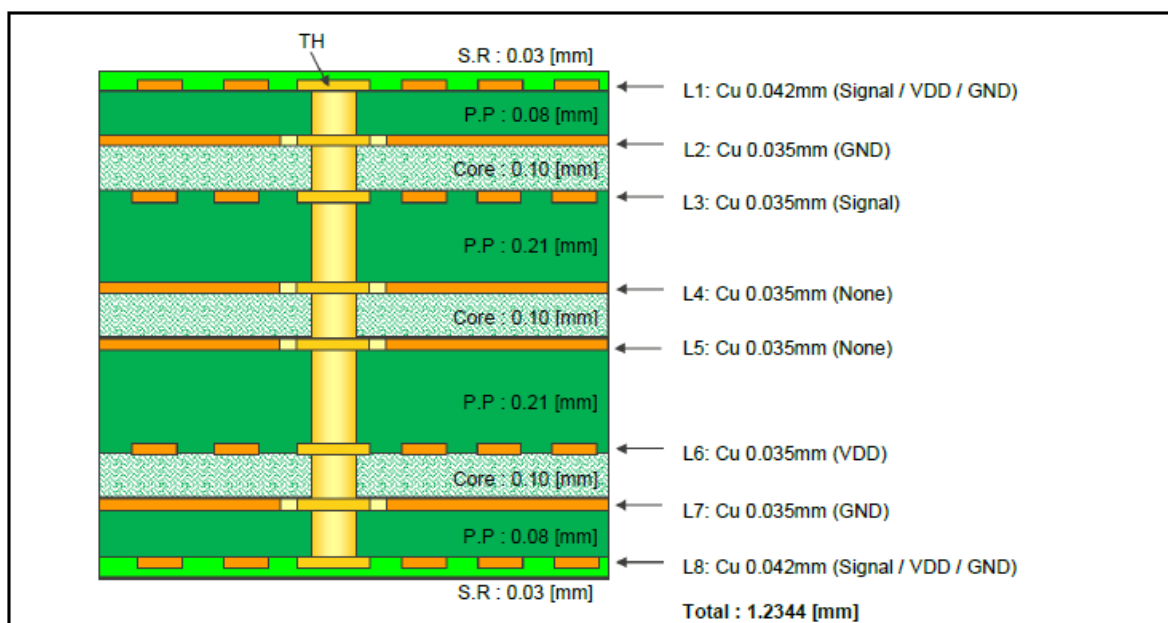 TH
S.R : 0.03 [mm]
L1: Cu 0.042mm (Signal / VDD / GND)
P.P : 0.08 [mm]
L2: Cu 0.035mm (GND)
Core : 0.10 [mm]
L3: Cu 0.035mm (Signal)
P.P : 0.21 [mm]
L4: Cu 0.035mm (None)
Core : 0.10 [mm]
L5: Cu 0.035mm (None)
P.P : 0.21 [mm]
L6: Cu 0.035mm (VDD)
Core : 0.10 [mm]
L7: Cu 0.035mm (GND)
P.P : 0.08 [mm]
L8: Cu 0.042mm (Signal / VDD / GND)
S.R : 0.03 [mm]
Total : 1.2344 [mm]